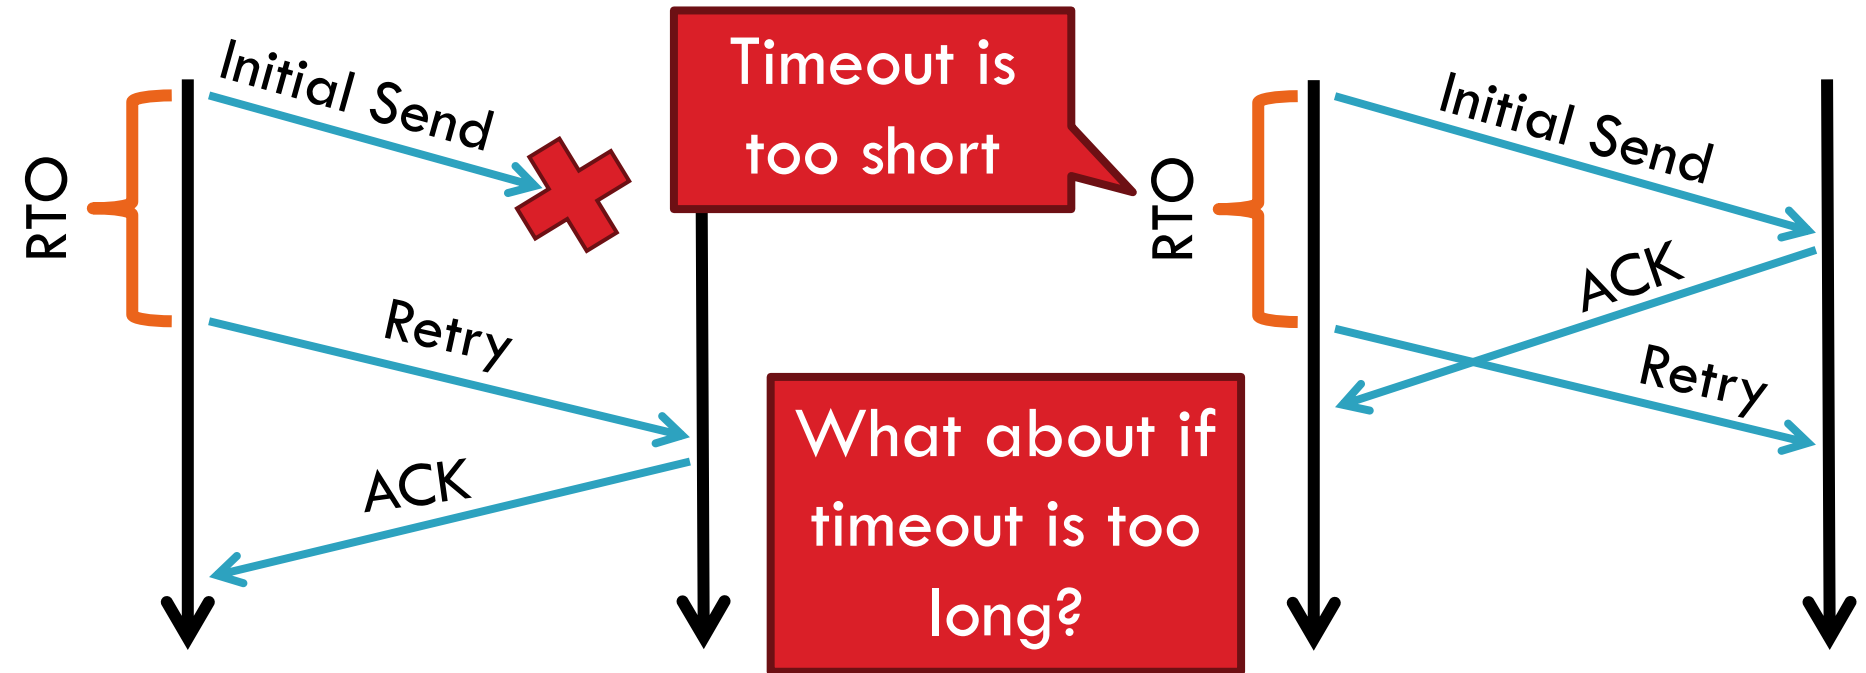 RTO
Initial Send
Retry
ACK
Timeout is
too short
What about if
timeout is too
long?
RTO
Initial Send
ACK
Retry